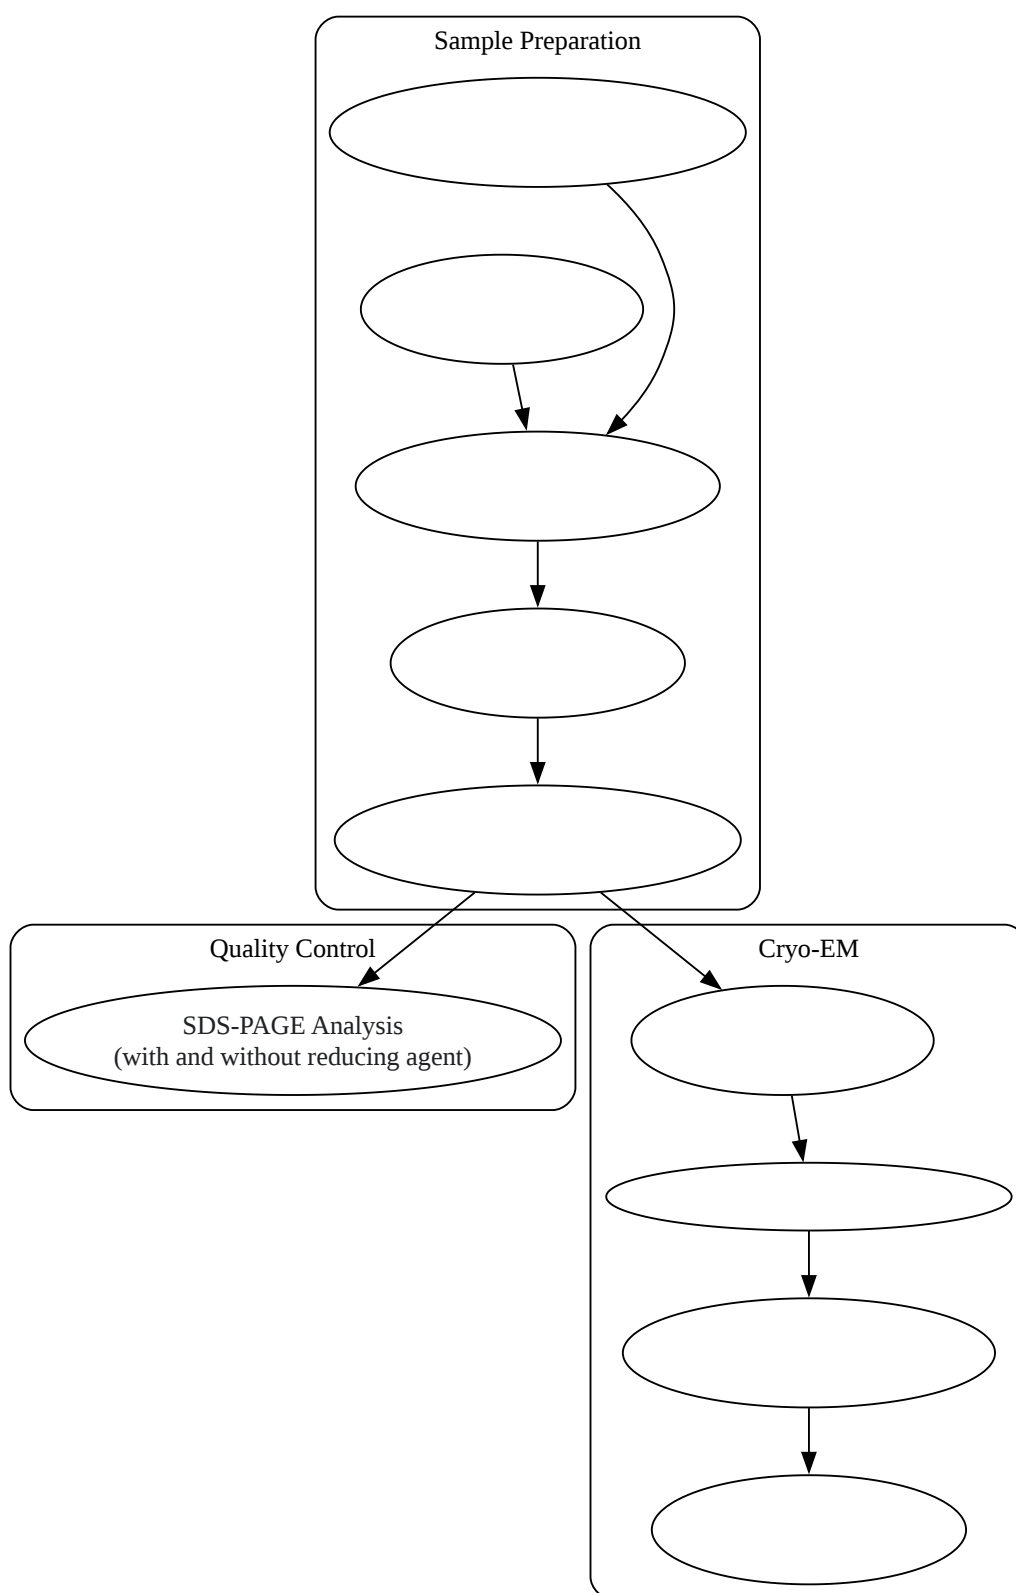 Sample Preparation
Quality Control
SDS-PAGE Analysis
(with and without reducing agent)
Cryo-EM